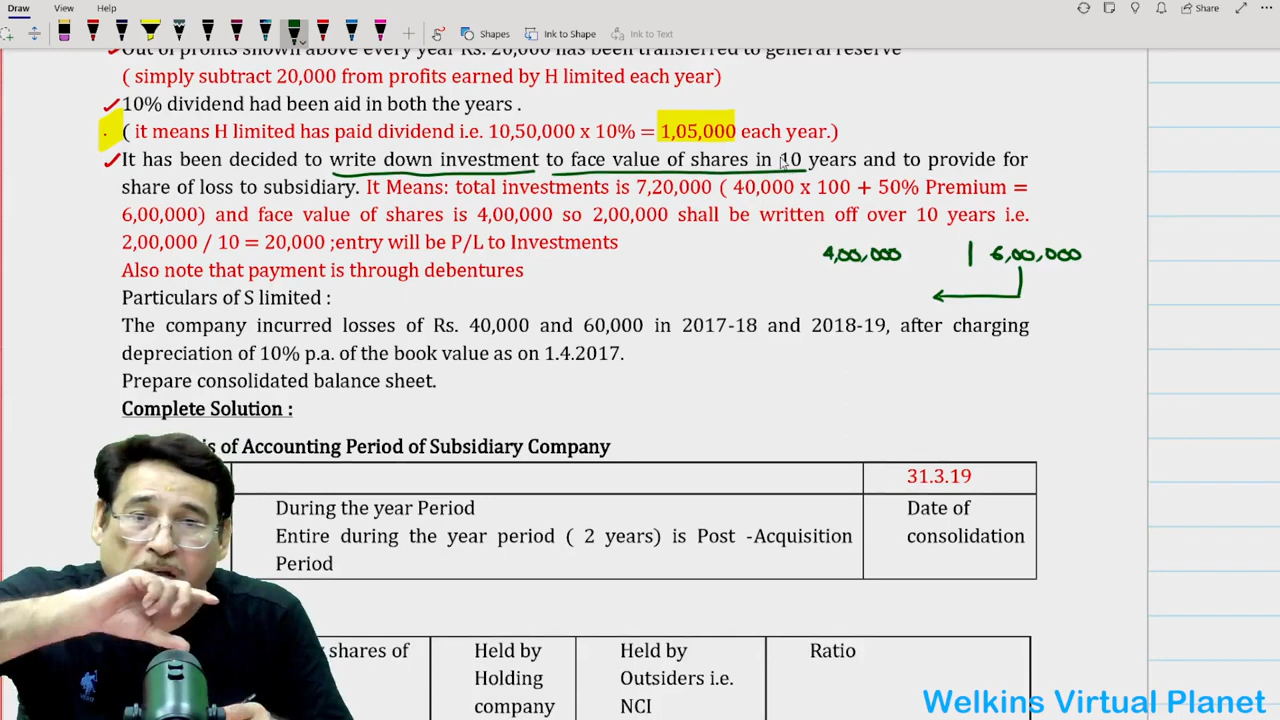 Draw View Help
Share
Shapes Ink to Shape Ink to Text
Out of profits shown above every year Rs. 20,000 has been transferred to general reserve
( simply subtract 20,000 from profits earned by H limited each year)
10% dividend had been aid in both the years .
( it means H limited has paid dividend i.e. 10,50,000 x 10% = 1,05,000 each year.)
It has been decided to write down investment to face value of shares in 10 years and to provide for
share of loss to subsidiary. It Means: total investments is 7,20,000 ( 40,000 x 100 + 50% Premium =
6,00,000) and face value of shares is 4,00,000 so 2,00,000 shall be written off over 10 years i.e.
2,00,000 / 10 = 20,000 ;entry will be P/L to Investments
4,00,000 | 6,00,000
Also note that payment is through debentures
Particulars of S limited :
The company incurred losses of Rs. 40,000 and 60,000 in 2017-18 and 2018-19, after charging
depreciation of 10% p.a. of the book value as on 1.4.2017.
Prepare consolidated balance sheet.
Complete Solution :
is of Accounting Period of Subsidiary Company
31.3.19
During the year Period
Entire during the year period ( 2 years) is Post -Acquisition
Period
Date of
consolidation
shares of
Held by
Holding
company
Held by
Outsiders i.e.
NCI
Ratio
Welkins Virtual Planet